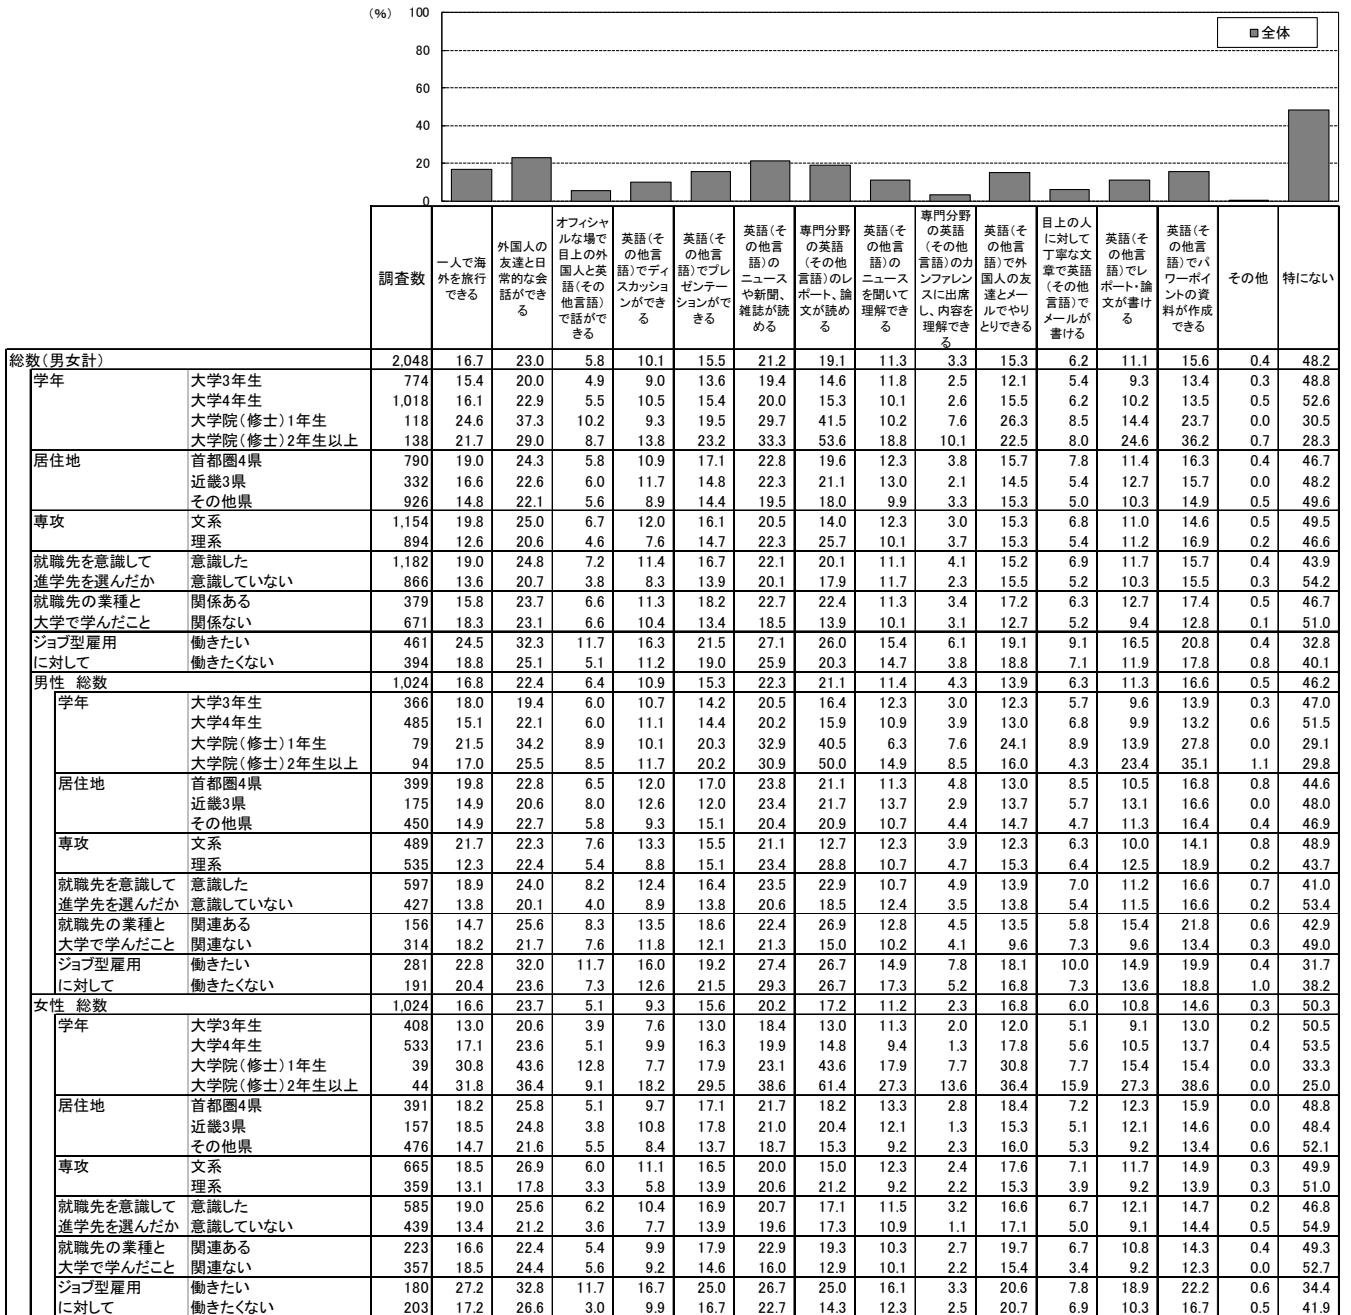 (%) 100
80
60
40
20
0
■全体
調査数
一人で海
外を旅行
できる
外国人の
友達と日
常的な会
話ができ
る
オフィシャ
ルな場で
目上の外
国人と英
語(その
他言語)
で話がで
きる
英語(そ
の他言
語)でディ
スカッショ
ンができ
る
英語(そ
の他言
語)でプレ
ゼンテー
ションがで
きる
英語(そ
の他言
語)の
ニュース
や新聞、
雑誌が読
める
専門分野
の英語
(その他
言語)のレ
ポート、論
文が読め
る
英語(そ
の他言
語)の
ニュース
を聞いて
理解でき
る
専門分野
の英語
(その他
言語)のカ
ンファレン
スに出席
し、内容を
理解でき
る
英語(そ
の他言
語)で外
国人の友
達とメー
ルでやり
とりできる
目上の人
に対して
丁寧な文
章で英語
(その他
言語)で
メールが
書ける
英語(そ
の他言
語)でレ
ポート・論
文が書け
る
英語(そ
の他言
語)でパ
ワーポイ
ントの資
料が作成
できる
その他
特にない
総数(男女計) 2,048 16.7 23.0 5.8 10.1 15.5 21.2 19.1 11.3 3.3 15.3 6.2 11.1 15.6 0.4 48.2
学年 大学3年生 774 15.4 20.0 4.9 9.0 13.6 19.4 14.6 11.8 2.5 12.1 5.4 9.3 13.4 0.3 48.8
大学4年生 1,018 16.1 22.9 5.5 10.5 15.4 20.0 15.3 10.1 2.6 15.5 6.2 10.2 13.5 0.5 52.6
大学院(修士)1年生 118 24.6 37.3 10.2 9.3 19.5 29.7 41.5 10.2 7.6 26.3 8.5 14.4 23.7 0.0 30.5
大学院(修士)2年生以上 138 21.7 29.0 8.7 13.8 23.2 33.3 53.6 18.8 10.1 22.5 8.0 24.6 36.2 0.7 28.3
居住地 首都圏4県 790 19.0 24.3 5.8 10.9 17.1 22.8 19.6 12.3 3.8 15.7 7.8 11.4 16.3 0.4 46.7
近畿3県 332 16.6 22.6 6.0 11.7 14.8 22.3 21.1 13.0 2.1 14.5 5.4 12.7 15.7 0.0 48.2
その他県 926 14.8 22.1 5.6 8.9 14.4 19.5 18.0 9.9 3.3 15.3 5.0 10.3 14.9 0.5 49.6
専攻 文系 1,154 19.8 25.0 6.7 12.0 16.1 20.5 14.0 12.3 3.0 15.3 6.8 11.0 14.6 0.5 49.5
理系 894 12.6 20.6 4.6 7.6 14.7 22.3 25.7 10.1 3.7 15.3 5.4 11.2 16.9 0.2 46.6
就職先を意識して 意識した 1,182 19.0 24.8 7.2 11.4 16.7 22.1 20.1 11.1 4.1 15.2 6.9 11.7 15.7 0.4 43.9
進学先を選んだか 意識していない 866 13.6 20.7 3.8 8.3 13.9 20.1 17.9 11.7 2.3 15.5 5.2 10.3 15.5 0.3 54.2
就職先の業種と 関係ある 379 15.8 23.7 6.6 11.3 18.2 22.7 22.4 11.3 3.4 17.2 6.3 12.7 17.4 0.5 46.7
大学で学んだこと 関係ない 671 18.3 23.1 6.6 10.4 13.4 18.5 13.9 10.1 3.1 12.7 5.2 9.4 12.8 0.1 51.0
ジョブ型雇用 働きたい 461 24.5 32.3 11.7 16.3 21.5 27.1 26.0 15.4 6.1 19.1 9.1 16.5 20.8 0.4 32.8
に対して 働きたくない 394 18.8 25.1 5.1 11.2 19.0 25.9 20.3 14.7 3.8 18.8 7.1 11.9 17.8 0.8 40.1
男性 総数 1,024 16.8 22.4 6.4 10.9 15.3 22.3 21.1 11.4 4.3 13.9 6.3 11.3 16.6 0.5 46.2
学年 大学3年生 366 18.0 19.4 6.0 10.7 14.2 20.5 16.4 12.3 3.0 12.3 5.7 9.6 13.9 0.3 47.0
大学4年生 485 15.1 22.1 6.0 11.1 14.4 20.2 15.9 10.9 3.9 13.0 6.8 9.9 13.2 0.6 51.5
大学院(修士)1年生 79 21.5 34.2 8.9 10.1 20.3 32.9 40.5 6.3 7.6 24.1 8.9 13.9 27.8 0.0 29.1
大学院(修士)2年生以上 94 17.0 25.5 8.5 11.7 20.2 30.9 50.0 14.9 8.5 16.0 4.3 23.4 35.1 1.1 29.8
居住地 首都圏4県 399 19.8 22.8 6.5 12.0 17.0 23.8 21.1 11.3 4.8 13.0 8.5 10.5 16.8 0.8 44.6
近畿3県 175 14.9 20.6 8.0 12.6 12.0 23.4 21.7 13.7 2.9 13.7 5.7 13.1 16.6 0.0 48.0
その他県 450 14.9 22.7 5.8 9.3 15.1 20.4 20.9 10.7 4.4 14.7 4.7 11.3 16.4 0.4 46.9
専攻 文系 489 21.7 22.3 7.6 13.3 15.5 21.1 12.7 12.3 3.9 12.3 6.3 10.0 14.1 0.8 48.9
理系 535 12.3 22.4 5.4 8.8 15.1 23.4 28.8 10.7 4.7 15.3 6.4 12.5 18.9 0.2 43.7
就職先を意識して 意識した 597 18.9 24.0 8.2 12.4 16.4 23.5 22.9 10.7 4.9 13.9 7.0 11.2 16.6 0.7 41.0
進学先を選んだか 意識していない 427 13.8 20.1 4.0 8.9 13.8 20.6 18.5 12.4 3.5 13.8 5.4 11.5 16.6 0.2 53.4
就職先の業種と 関連ある 156 14.7 25.6 8.3 13.5 18.6 22.4 26.9 12.8 4.5 13.5 5.8 15.4 21.8 0.6 42.9
大学で学んだこと 関連ない 314 18.2 21.7 7.6 11.8 12.1 21.3 15.0 10.2 4.1 9.6 7.3 9.6 13.4 0.3 49.0
ジョブ型雇用 働きたい 281 22.8 32.0 11.7 16.0 19.2 27.4 26.7 14.9 7.8 18.1 10.0 14.9 19.9 0.4 31.7
に対して 働きたくない 191 20.4 23.6 7.3 12.6 21.5 29.3 26.7 17.3 5.2 16.8 7.3 13.6 18.8 1.0 38.2
女性 総数 1,024 16.6 23.7 5.1 9.3 15.6 20.2 17.2 11.2 2.3 16.8 6.0 10.8 14.6 0.3 50.3
学年 大学3年生 408 13.0 20.6 3.9 7.6 13.0 18.4 13.0 11.3 2.0 12.0 5.1 9.1 13.0 0.2 50.5
大学4年生 533 17.1 23.6 5.1 9.9 16.3 19.9 14.8 9.4 1.3 17.8 5.6 10.5 13.7 0.4 53.5
大学院(修士)1年生 39 30.8 43.6 12.8 7.7 17.9 23.1 43.6 17.9 7.7 30.8 7.7 15.4 15.4 0.0 33.3
大学院(修士)2年生以上 44 31.8 36.4 9.1 18.2 29.5 38.6 61.4 27.3 13.6 36.4 15.9 27.3 38.6 0.0 25.0
居住地 首都圏4県 391 18.2 25.8 5.1 9.7 17.1 21.7 18.2 13.3 2.8 18.4 7.2 12.3 15.9 0.0 48.8
近畿3県 157 18.5 24.8 3.8 10.8 17.8 21.0 20.4 12.1 1.3 15.3 5.1 12.1 14.6 0.0 48.4
その他県 476 14.7 21.6 5.5 8.4 13.7 18.7 15.3 9.2 2.3 16.0 5.3 9.2 13.4 0.6 52.1
専攻 文系 665 18.5 26.9 6.0 11.1 16.5 20.0 15.0 12.3 2.4 17.6 7.1 11.7 14.9 0.3 49.9
理系 359 13.1 17.8 3.3 5.8 13.9 20.6 21.2 9.2 2.2 15.3 3.9 9.2 13.9 0.3 51.0
就職先を意識して 意識した 585 19.0 25.6 6.2 10.4 16.9 20.7 17.1 11.5 3.2 16.6 6.7 12.1 14.7 0.2 46.8
進学先を選んだか 意識していない 439 13.4 21.2 3.6 7.7 13.9 19.6 17.3 10.9 1.1 17.1 5.0 9.1 14.4 0.5 54.9
就職先の業種と 関連ある 223 16.6 22.4 5.4 9.9 17.9 22.9 19.3 10.3 2.7 19.7 6.7 10.8 14.3 0.4 49.3
大学で学んだこと 関連ない 357 18.5 24.4 5.6 9.2 14.6 16.0 12.9 10.1 2.2 15.4 3.4 9.2 12.3 0.0 52.7
ジョブ型雇用 働きたい 180 27.2 32.8 11.7 16.7 25.0 26.7 25.0 16.1 3.3 20.6 7.8 18.9 22.2 0.6 34.4
に対して 働きたくない 203 17.2 26.6 3.0 9.9 16.7 22.7 14.3 12.3 2.5 20.7 6.9 10.3 16.7 0.5 41.9